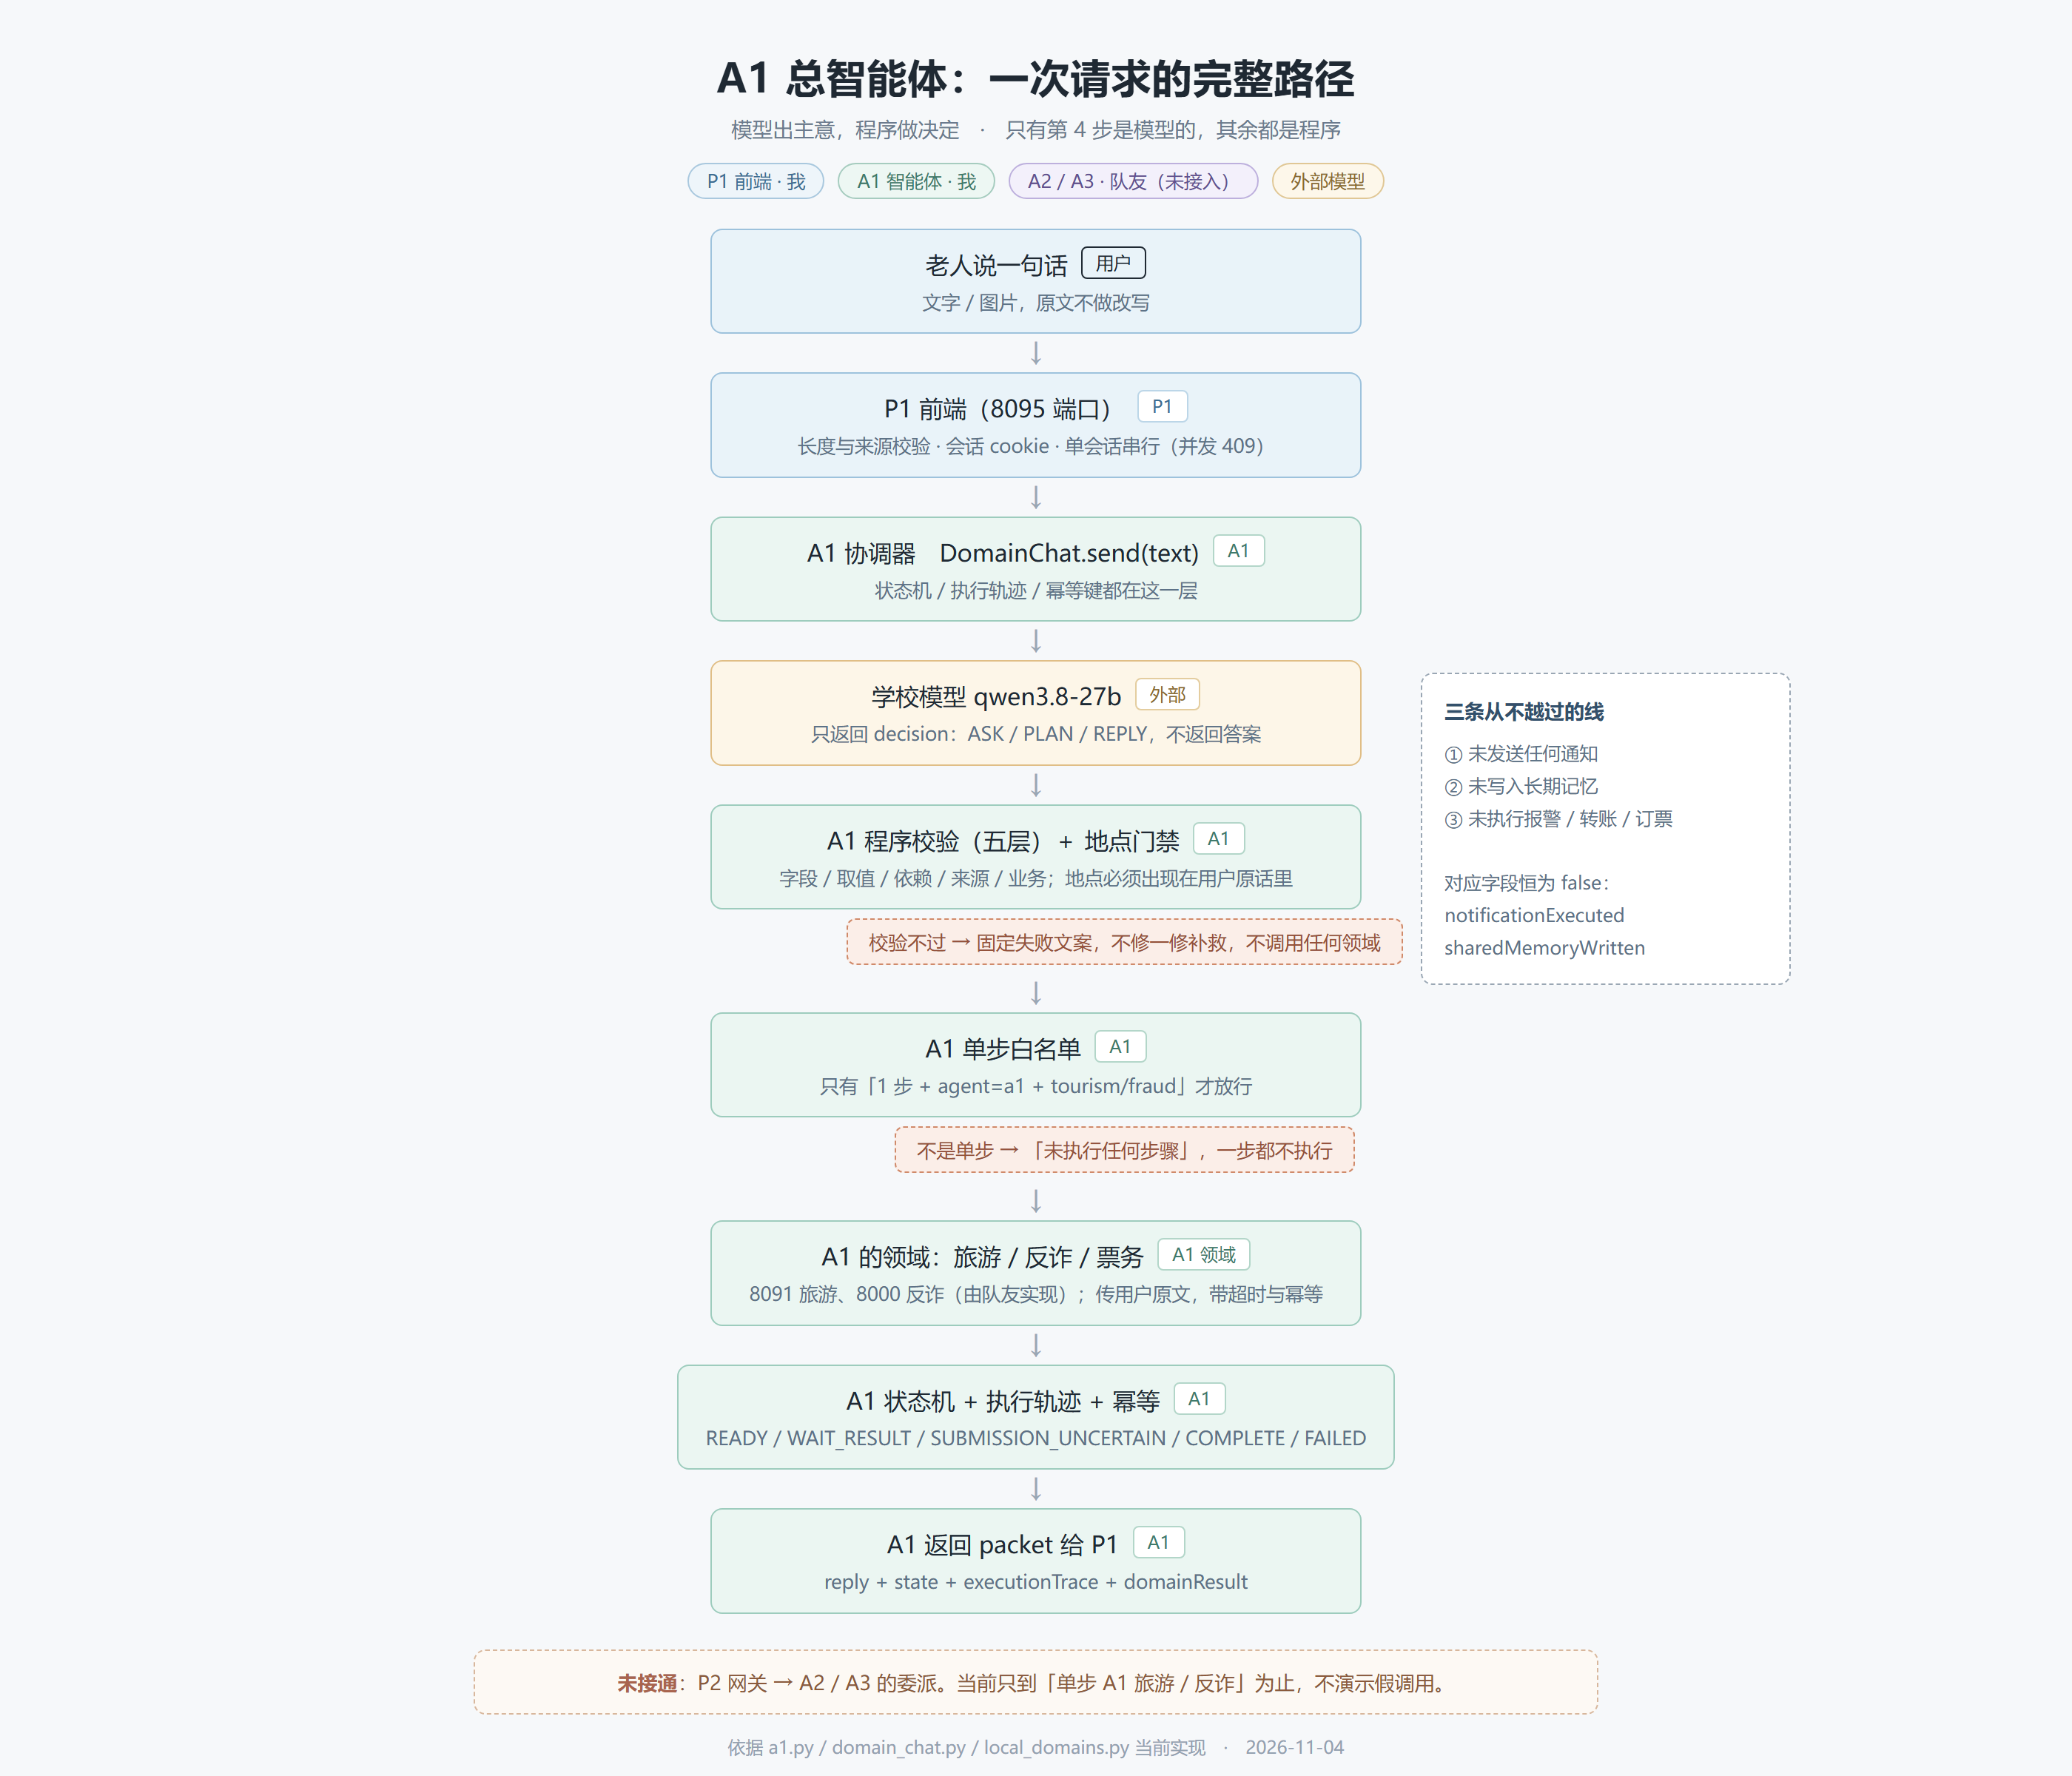 A1 总智能体：一次请求的完整路径
模型出主意，程序做决定 · 只有第 4 步是模型的，其余都是程序
P1 前端 · 我
A1 智能体 · 我
A2 / A3 · 队友（未接入）
外部模型
老人说一句话 用户
文字 / 图片，原文不做改写
↓
P1 前端（8095 端口） P1
长度与来源校验 · 会话 cookie · 单会话串行（并发 409）
↓
A1 协调器 DomainChat.send(text) A1
状态机 / 执行轨迹 / 幂等键都在这一层
↓
学校模型 qwen3.8-27b 外部
只返回 decision：ASK / PLAN / REPLY，不返回答案
↓
A1 程序校验（五层）+ 地点门禁 A1
字段 / 取值 / 依赖 / 来源 / 业务；地点必须出现在用户原话里
校验不过 → 固定失败文案，不修一修补救，不调用任何领域
↓
A1 单步白名单 A1
只有「1 步 + agent=a1 + tourism/fraud」才放行
不是单步 → 「未执行任何步骤」，一步都不执行
↓
A1 的领域：旅游 / 反诈 / 票务 A1 领域
8091 旅游、8000 反诈（由队友实现）；传用户原文，带超时与幂等
↓
A1 状态机 + 执行轨迹 + 幂等 A1
READY / WAIT_RESULT / SUBMISSION_UNCERTAIN / COMPLETE / FAILED
↓
A1 返回 packet 给 P1 A1
reply + state + executionTrace + domainResult
三条从不越过的线
① 未发送任何通知
② 未写入长期记忆
③ 未执行报警 / 转账 / 订票
对应字段恒为 false：
notificationExecuted
sharedMemoryWritten
未接通：P2 网关 → A2 / A3 的委派。当前只到「单步 A1 旅游 / 反诈」为止，不演示假调用。
依据 a1.py / domain_chat.py / local_domains.py 当前实现 · 2026-11-04